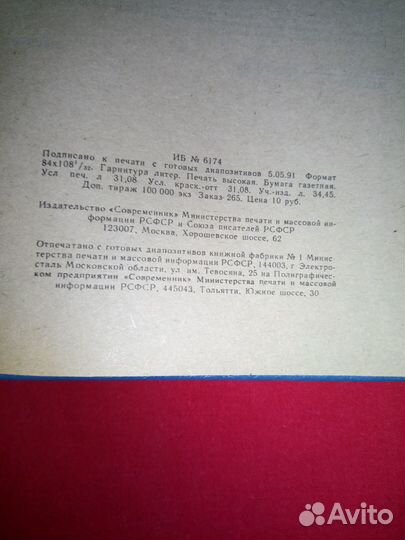 ИБ № 6174
Подписано к печати с готовых диапозитивов 5.05.91 Формат
84х108¹/₃₂. Гарнитура литер. Печать высокая. Бумага газетная.
Усл печ. л 31,08. Усл. краск.-отт 31,08. Уч.-изд. л. 34,45.
Доп. тираж 100 000 экз Заказ 265. Цена 10 руб.
Издательство «Современник» Министерства печати и массовой ин-
формации РСФСР и Союза писателей РСФСР
123007, Москва, Хорошевское шоссе, 62
Отпечатано с готовых диапозитивов книжной фабрики № 1 Минис-
терства печати и массовой информации РСФСР, 144003, г Электро-
сталь Московской области, ул им. Тевосяна, 25 на Полиграфичес-
ком предприятии «Современник» Министерства печати и массовой
информации РСФСР, 445043, Тольятти, Южное шоссе, 30
Avito